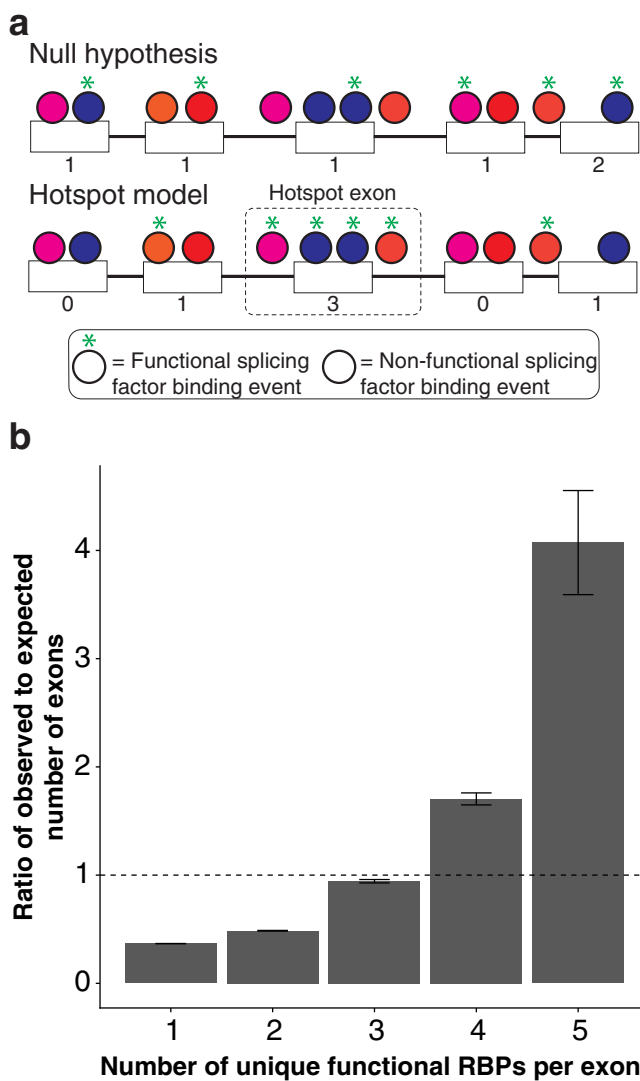 a
Null hypothesis
* * * * * *
1 1 1 1 2
Hotspot model
Hotspot exon
* * * * * *
0 1 3 0 1
*
= Functional splicing
factor binding event
= Non-functional splicing
factor binding event
b
Ratio of observed to expected
number of exons
4
3
2
1
0
1 2 3 4 5
Number of unique functional RBPs per exon